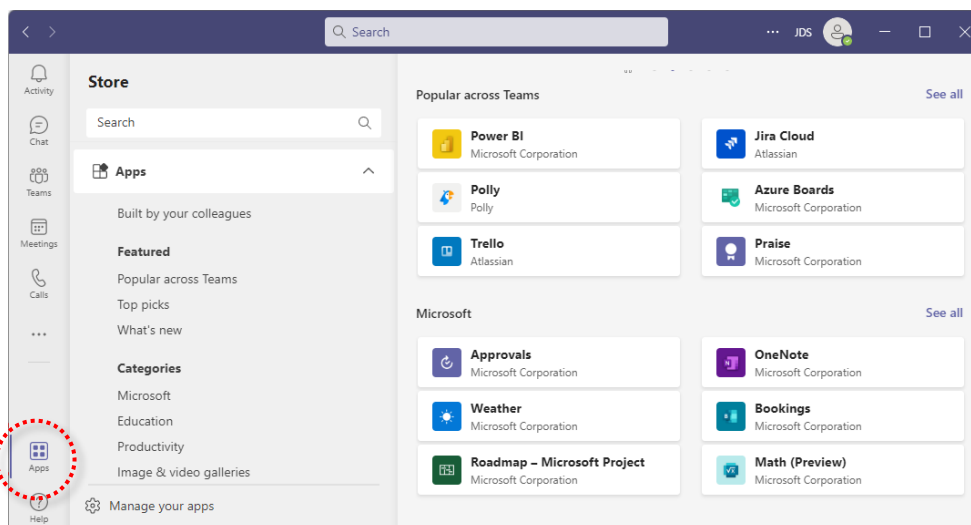 Search
JDS
Activity
Chat
Teams
Meetings
Calls
Apps
Help
Store
Search
Apps
Built by your colleagues
Featured
Popular across Teams
Top picks
What's new
Categories
Microsoft
Education
Productivity
Image & video galleries
Manage your apps
Popular across Teams
See all
Power BI
Microsoft Corporation
Jira Cloud
Atlassian
Polly
Polly
Azure Boards
Microsoft Corporation
Trello
Atlassian
Praise
Microsoft Corporation
Microsoft
See all
Approvals
Microsoft Corporation
OneNote
Microsoft Corporation
Weather
Microsoft Corporation
Bookings
Microsoft Corporation
Roadmap – Microsoft Project
Microsoft Corporation
Math (Preview)
Microsoft Corporation